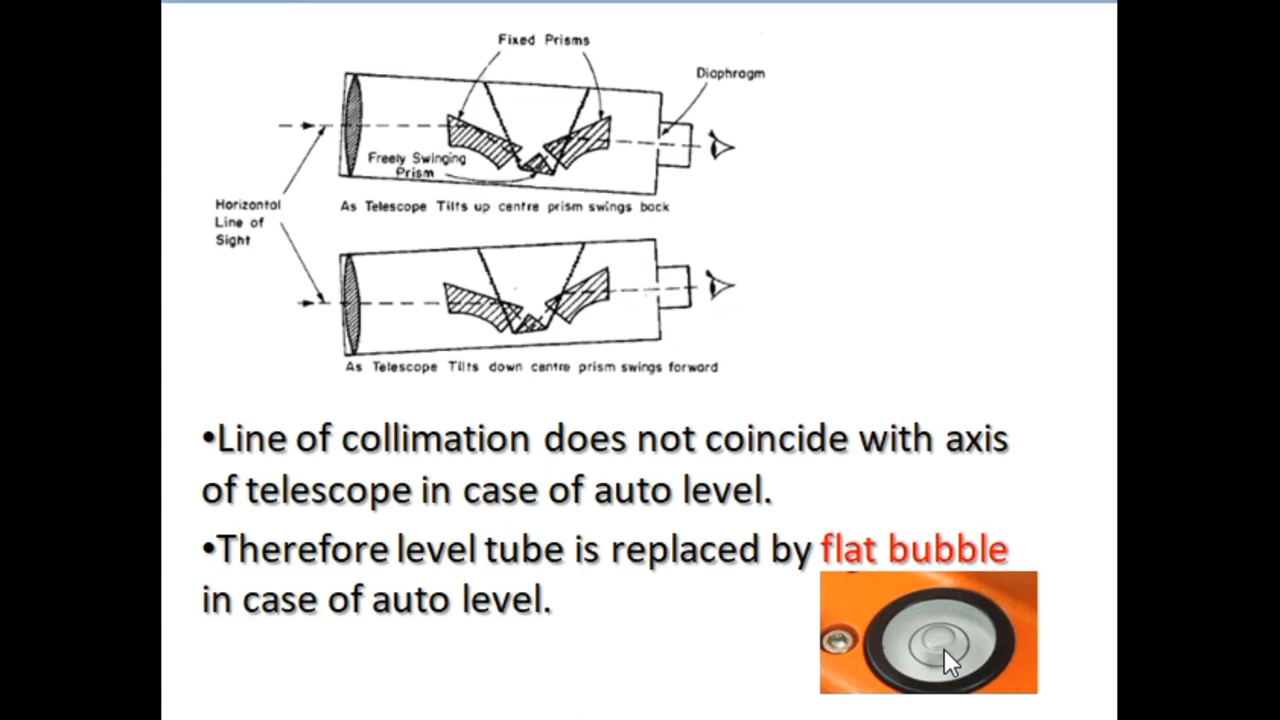 Fixed Prisms
Diaphragm
Freely Swinging
Prism
Horizontal
Line of
Sight
As Telescope Tilts up centre prism swings back
As Telescope Tilts down centre prism swings forward
•Line of collimation does not coincide with axis
of telescope in case of auto level.
•Therefore level tube is replaced by flat bubble
in case of auto level.